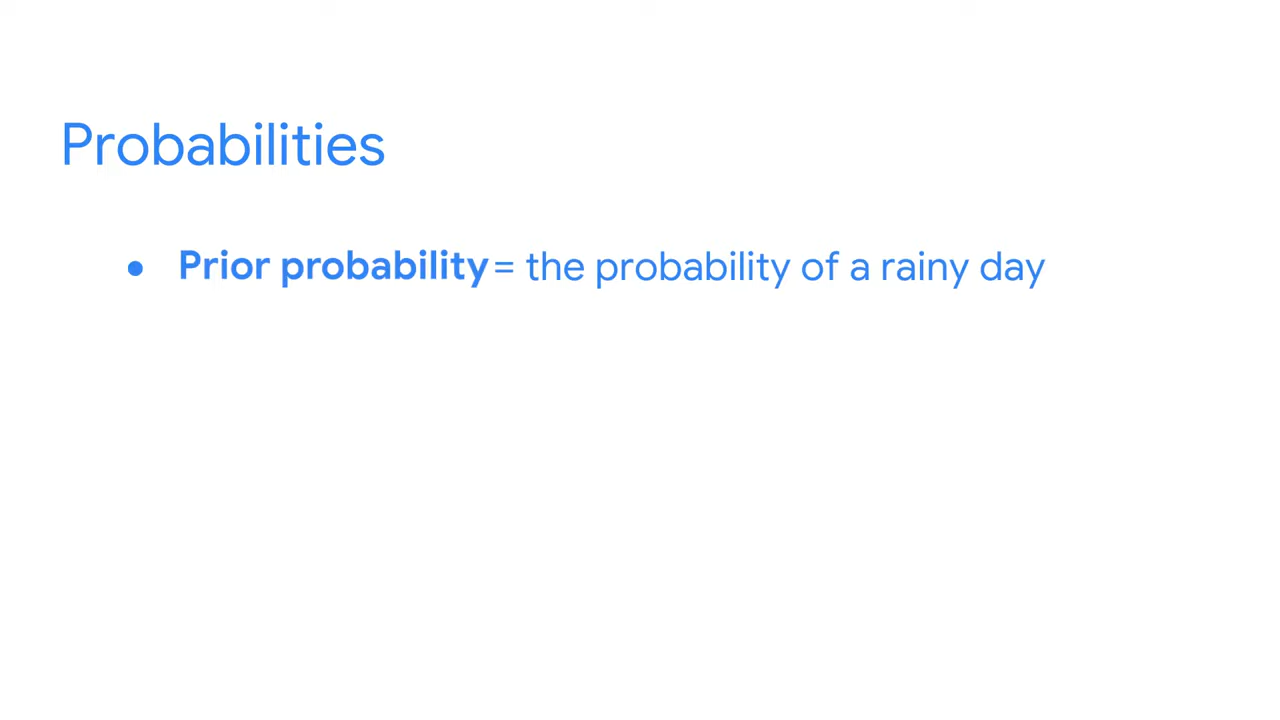 Probabilities
● Prior probability = the probability of a rainy day